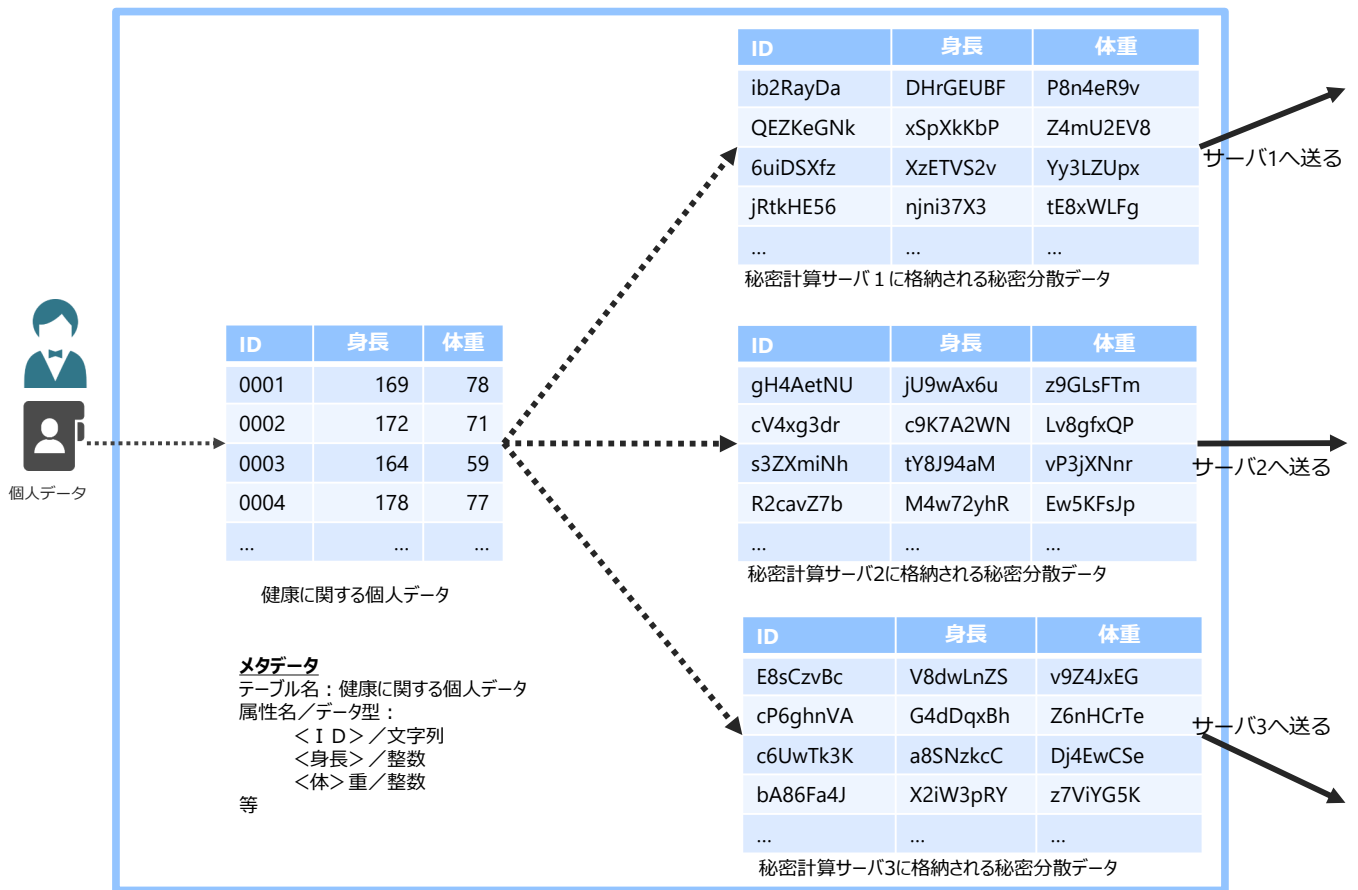 個人データ
ID 身長 体重
0001 169 78
0002 172 71
0003 164 59
0004 178 77
... ... ...
健康に関する個人データ
メタデータ
テーブル名：健康に関する個人データ
属性名／データ型：
＜ＩＤ＞／文字列
＜身長＞／整数
＜体＞重／整数
等
ID 身長 体重
ib2RayDa DHrGEUBF P8n4eR9v
QEZKeGNk xSpXkKbP Z4mU2EV8
6uiDSXfz XzETVS2v Yy3LZUpx
jRtkHE56 njni37X3 tE8xWLFg
... ... ...
秘密計算サーバ１に格納される秘密分散データ
サーバ1へ送る
ID 身長 体重
gH4AetNU jU9wAx6u z9GLsFTm
cV4xg3dr c9K7A2WN Lv8gfxQP
s3ZXmiNh tY8J94aM vP3jXNnr
R2cavZ7b M4w72yhR Ew5KFsJp
... ... ...
秘密計算サーバ2に格納される秘密分散データ
サーバ2へ送る
ID 身長 体重
E8sCzvBc V8dwLnZS v9Z4JxEG
cP6ghnVA G4dDqxBh Z6nHCrTe
c6UwTk3K a8SNzkcC Dj4EwCSe
bA86Fa4J X2iW3pRY z7ViYG5K
... ... ...
秘密計算サーバ3に格納される秘密分散データ
サーバ3へ送る